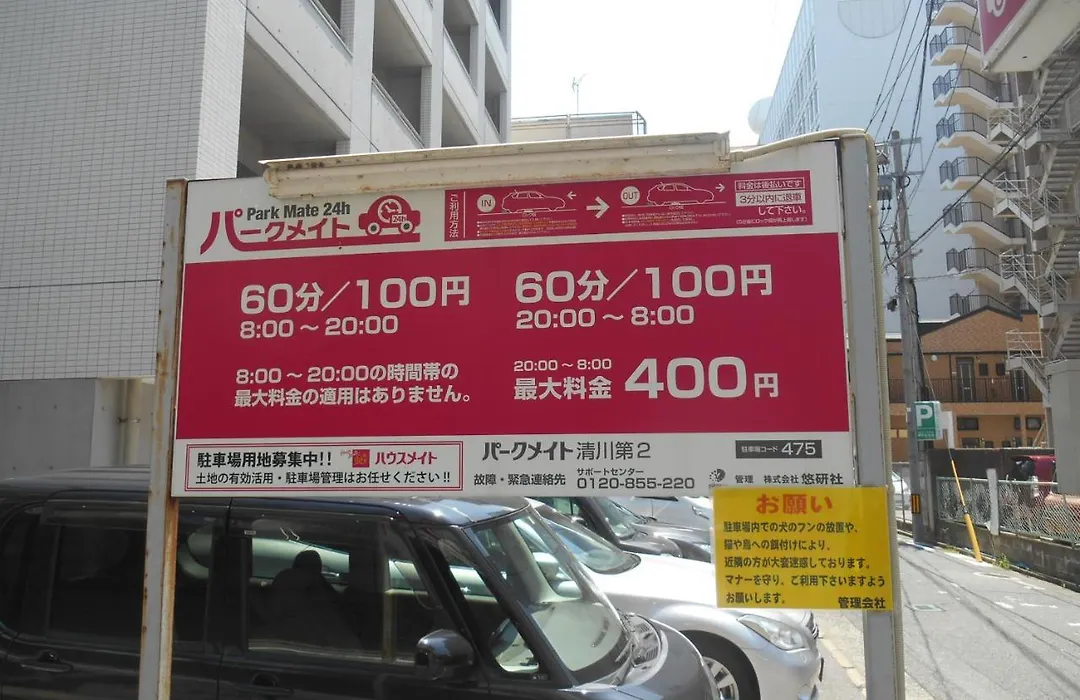 Park Mate 24h
パークメイト
24h
ご利用方法
IN
OUT
料金は後払いです
3分以内に退車
して下さい。
60分/100円
8:00～20:00
60分/100円
20:00～8:00
8:00～20:00の時間帯の
最大料金の適用はありません。
20:00～8:00
最大料金 400円
駐車場用地募集中!! ハウスメイト
土地の有効活用・駐車場管理はお任せください!!
パークメイト清川第2
駐車場コード 475
故障・緊急連絡先 サポートセンター 0120-855-220
管理 株式会社 悠研社
P
お願い
駐車場内での犬のフンの放置や、
猫や鳥への餌付けにより、
近隣の方が大変迷惑しております。
マナーを守り、ご利用下さいますよう
お願いします。 管理会社